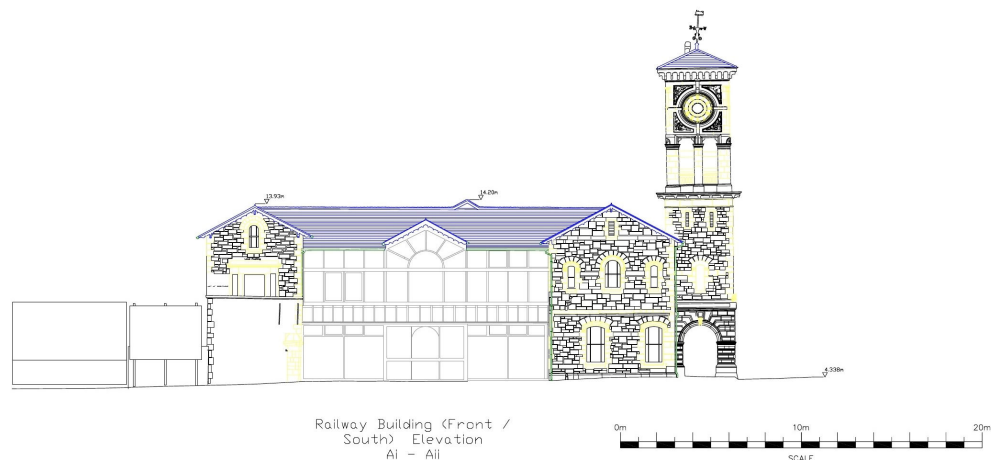 13.93m
14.20m
4.338m
Railway Building (Front /
South) Elevation
Ai - Aii
0m 10m 20m
SCALE